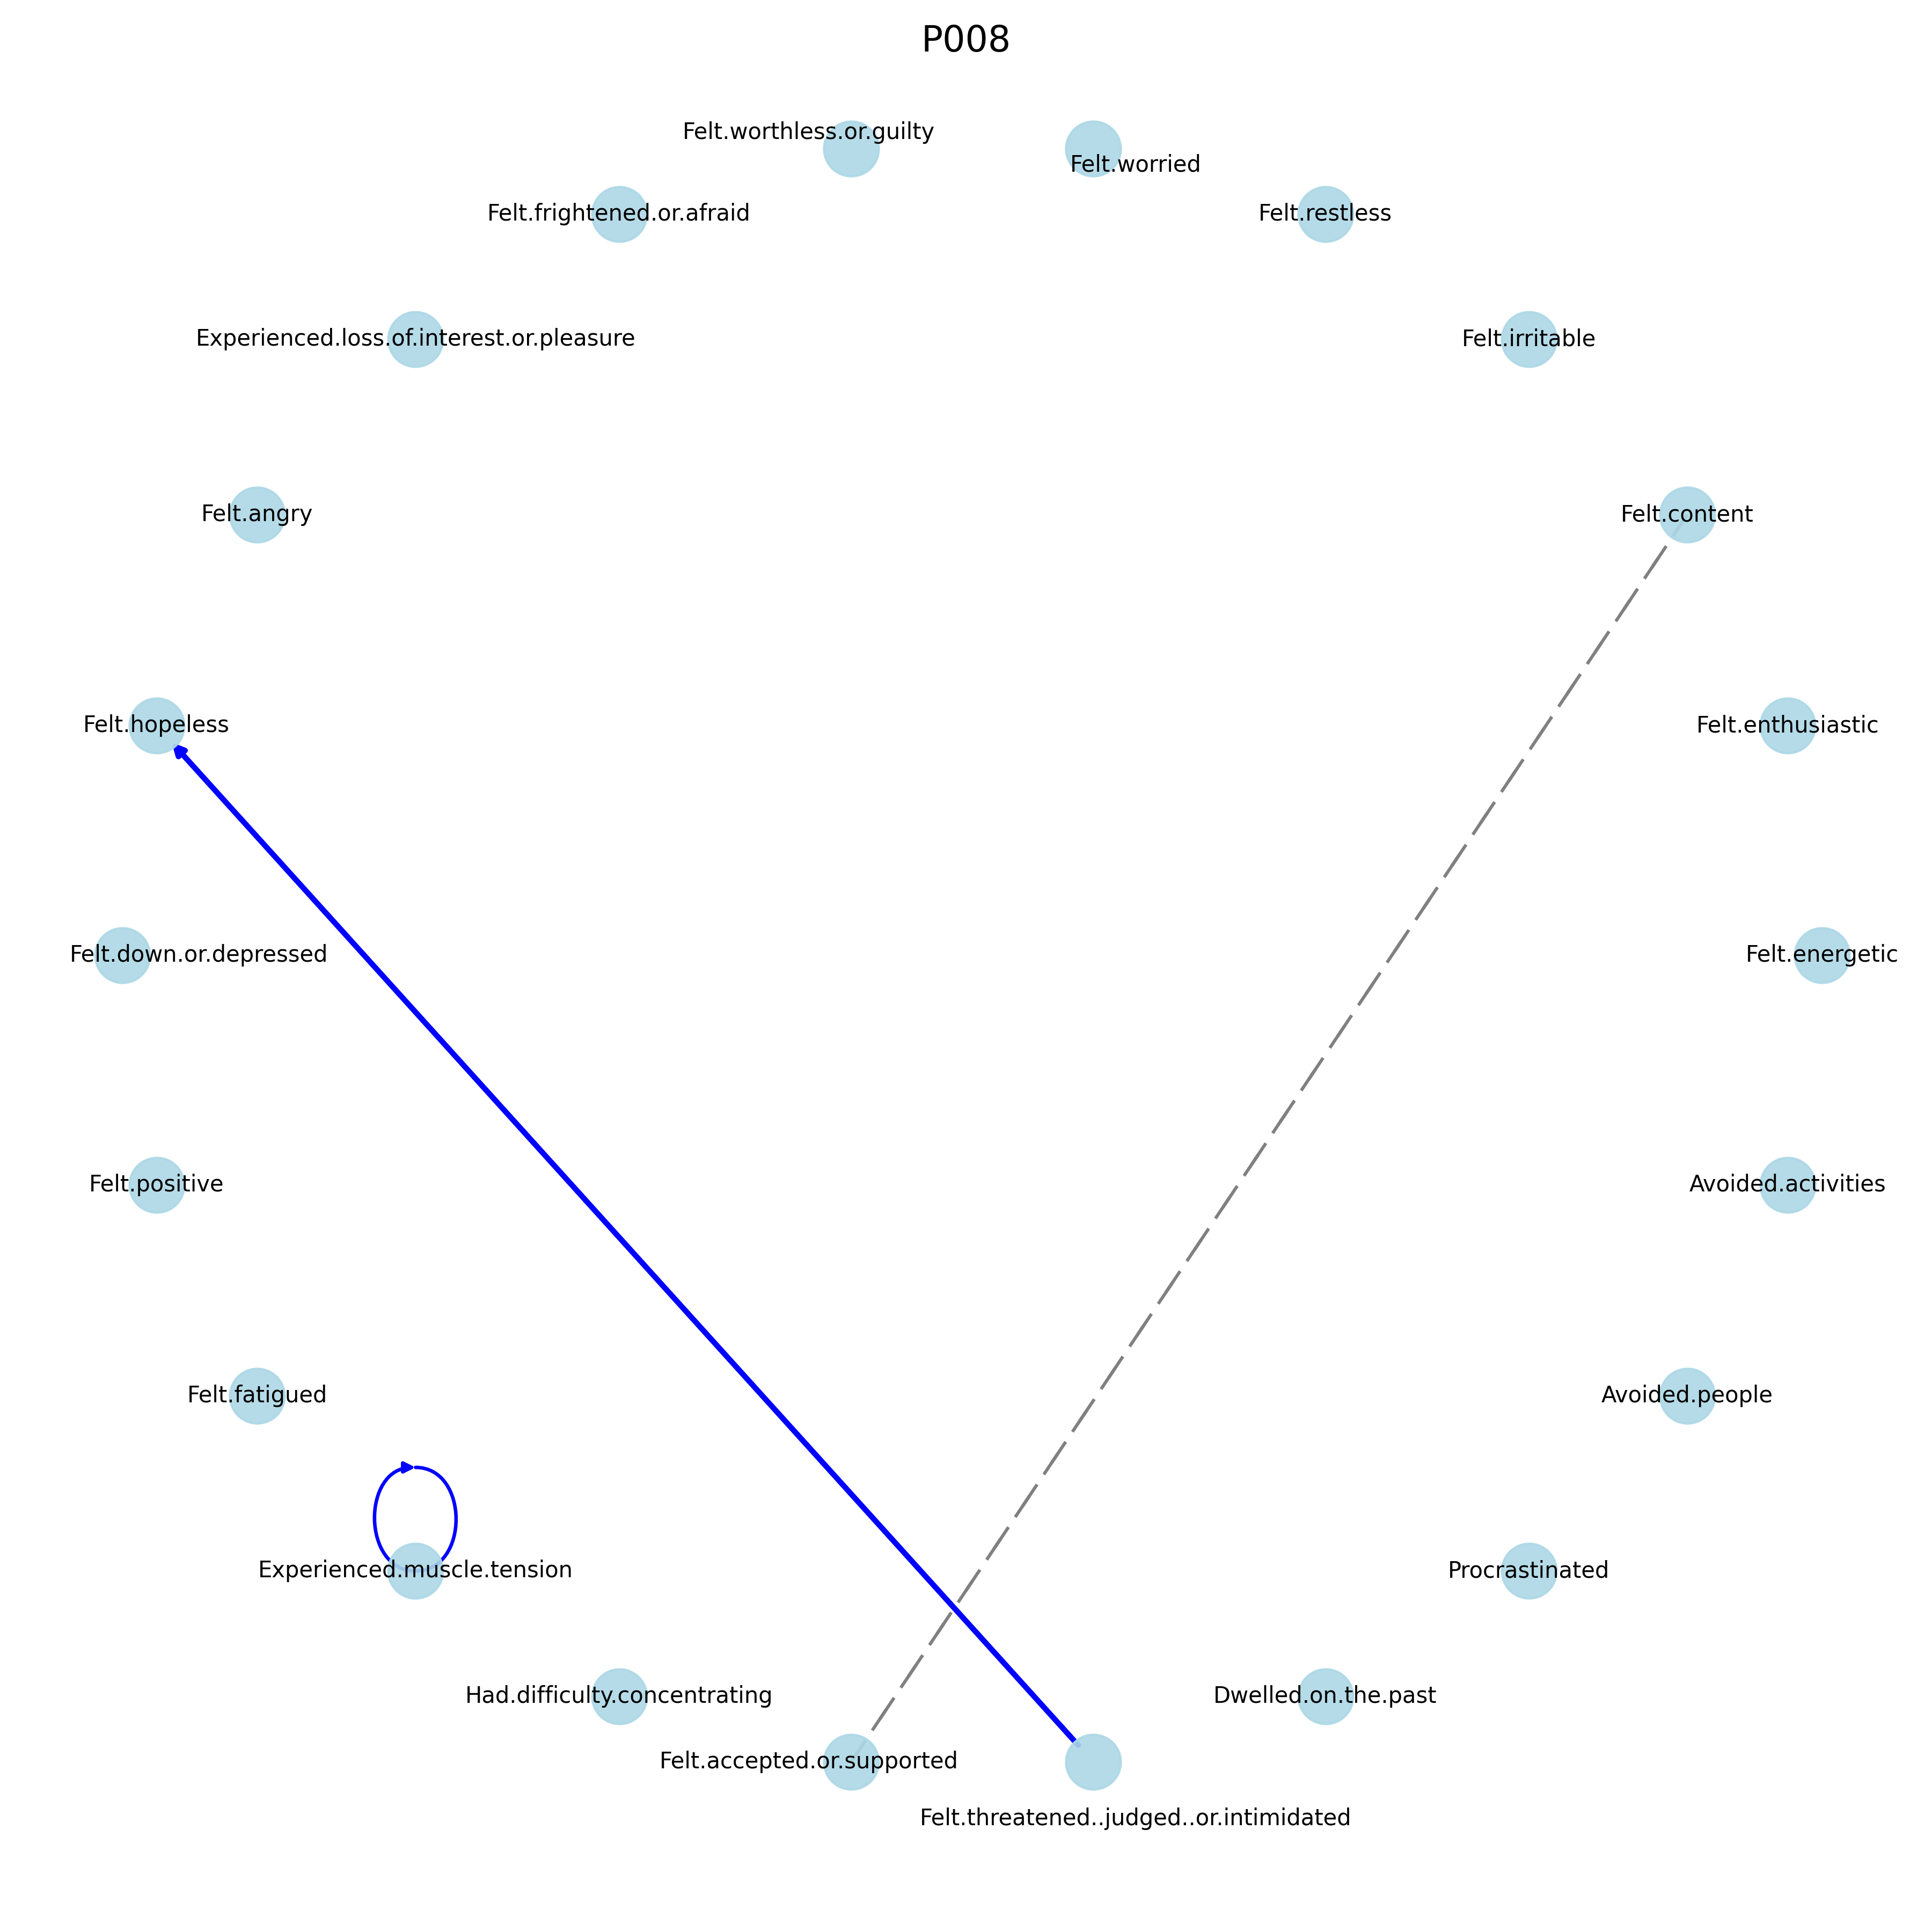 P008
Felt.worthless.or.guilty
Felt.worried
Felt.frightened.or.afraid
Felt.restless
Experienced.loss.of.interest.or.pleasure
Felt.irritable
Felt.angry
Felt.content
Felt.hopeless
Felt.enthusiastic
Felt.down.or.depressed
Felt.energetic
Felt.positive
Avoided.activities
Felt.fatigued
Avoided.people
Experienced.muscle.tension
Procrastinated
Had.difficulty.concentrating
Dwelled.on.the.past
Felt.accepted.or.supported
Felt.threatened..judged..or.intimidated